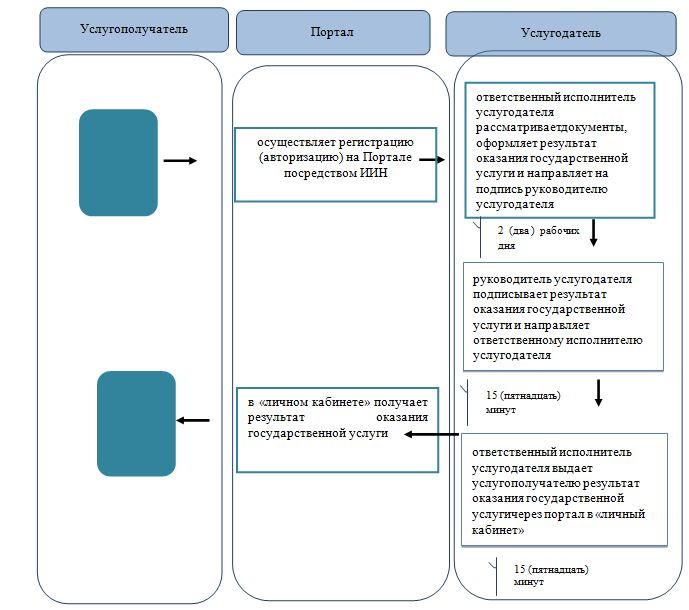 Услугополучатель
Портал
Услугодатель
осуществляет регистрацию
(авторизацию) на Портале
посредством ИИН
ответственный исполнитель
услугодателя
рассматриваетдокументы,
оформляет результат
оказания государственной
услуги и направляет на
подпись руководителю
услугодателя
2 (два) рабочих
дня
руководитель услугодателя
подписывает результат
оказания государственной
услуги и направляет
ответственному исполнителю
услугодателя
15 (пятнадцать)
минут
в «личном кабинете» получает
результат оказания
государственной услуги
ответственный исполнитель
услугодателя выдает
услугополучателю результат
оказания государственной
услугичерез портал в «личный
кабинет»
15 (пятнадцать)
минут